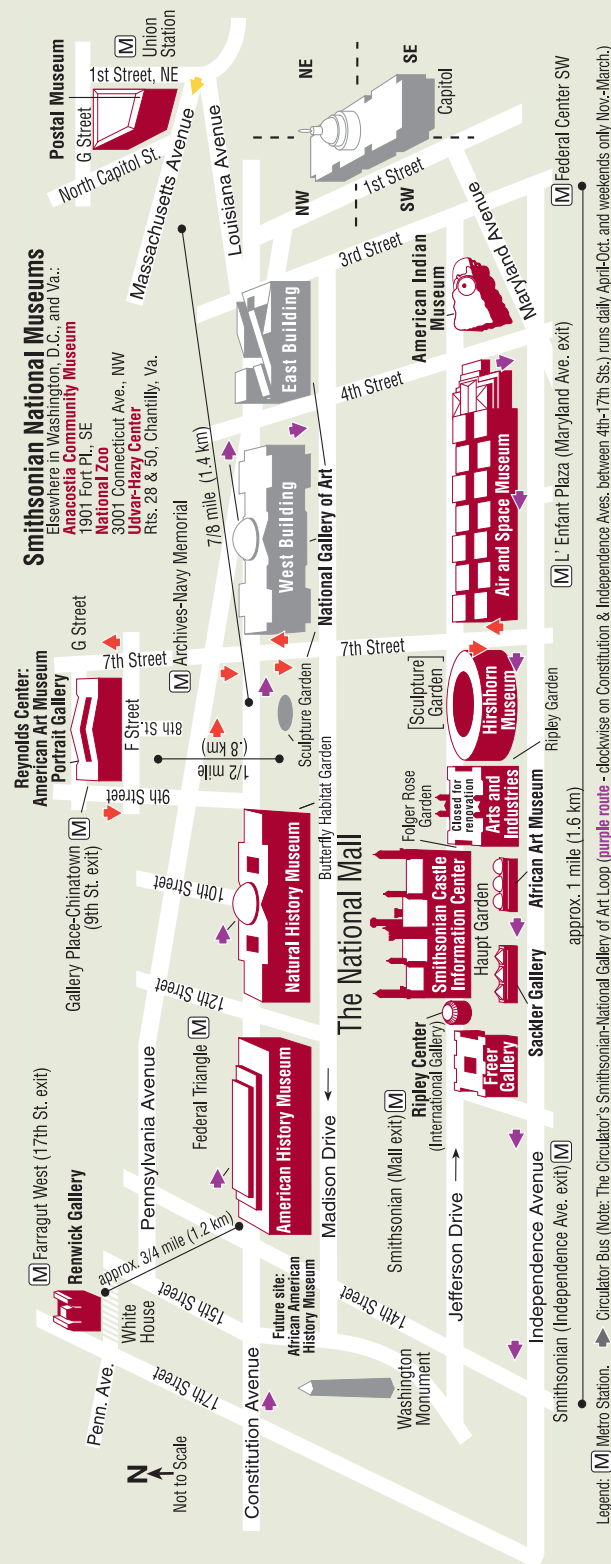 Smithsonian National Museums
Elsewhere in Washington, D.C., and Va.:
Anacostia Community Museum
1901 Fort Pl., SE
National Zoo
3001 Connecticut Ave., NW
Udvar-Hazy Center
Rts. 28 & 50, Chantilly, Va.
N
Not to Scale
Penn. Ave.
M Farragut West (17th St. exit)
Renwick Gallery
White
House
17th Street
15th Street
14th Street
approx. 3/4 mile (1.2 km)
Pennsylvania Avenue
Constitution Avenue
Federal Triangle M
American History Museum
Future site:
African American
History Museum
Washington
Monument
12th Street
10th Street
Natural History Museum
Butterfly Habitat Garden
Gallery Place-Chinatown M
(9th St. exit)
9th Street
Reynolds Center:
American Art Museum
Portrait Gallery
F Street
8th St.
G Street
7th Street
1/2 mile
(.8 km)
M Archives-Navy Memorial
7/8 mile (1.4 km)
Sculpture Garden
West Building
East Building
National Gallery of Art
Madison Drive
The National Mall
Massachusetts Avenue
Louisiana Avenue
North Capitol St.
G Street
Postal Museum
1st Street, NE
M Union
Station
NE
SE
NW
SW
Capitol
1st Street
3rd Street
4th Street
Maryland Avenue
American Indian
Museum
Air and Space Museum
7th Street
[Sculpture
Garden]
Hirshhorn
Museum
Ripley Garden
Closed for
renovation
Arts and
Industries
Folger Rose
Garden
Smithsonian Castle
Information Center
Haupt Garden
African Art Museum
Sackler Gallery
Ripley Center
(International Gallery)
Freer
Gallery
Smithsonian (Mall exit) M
Jefferson Drive
Independence Avenue
Smithsonian (Independence Ave. exit) M
M L' Enfant Plaza (Maryland Ave. exit)
M Federal Center SW
approx. 1 mile (1.6 km)
Legend: M Metro Station. Circulator Bus (Note: The Circulator's Smithsonian-National Gallery of Art Loop (purple route - clockwise on Constitution & Independence Aves. between 4th-17th Sts.) runs daily April-Oct. and weekends only Nov.-March.)